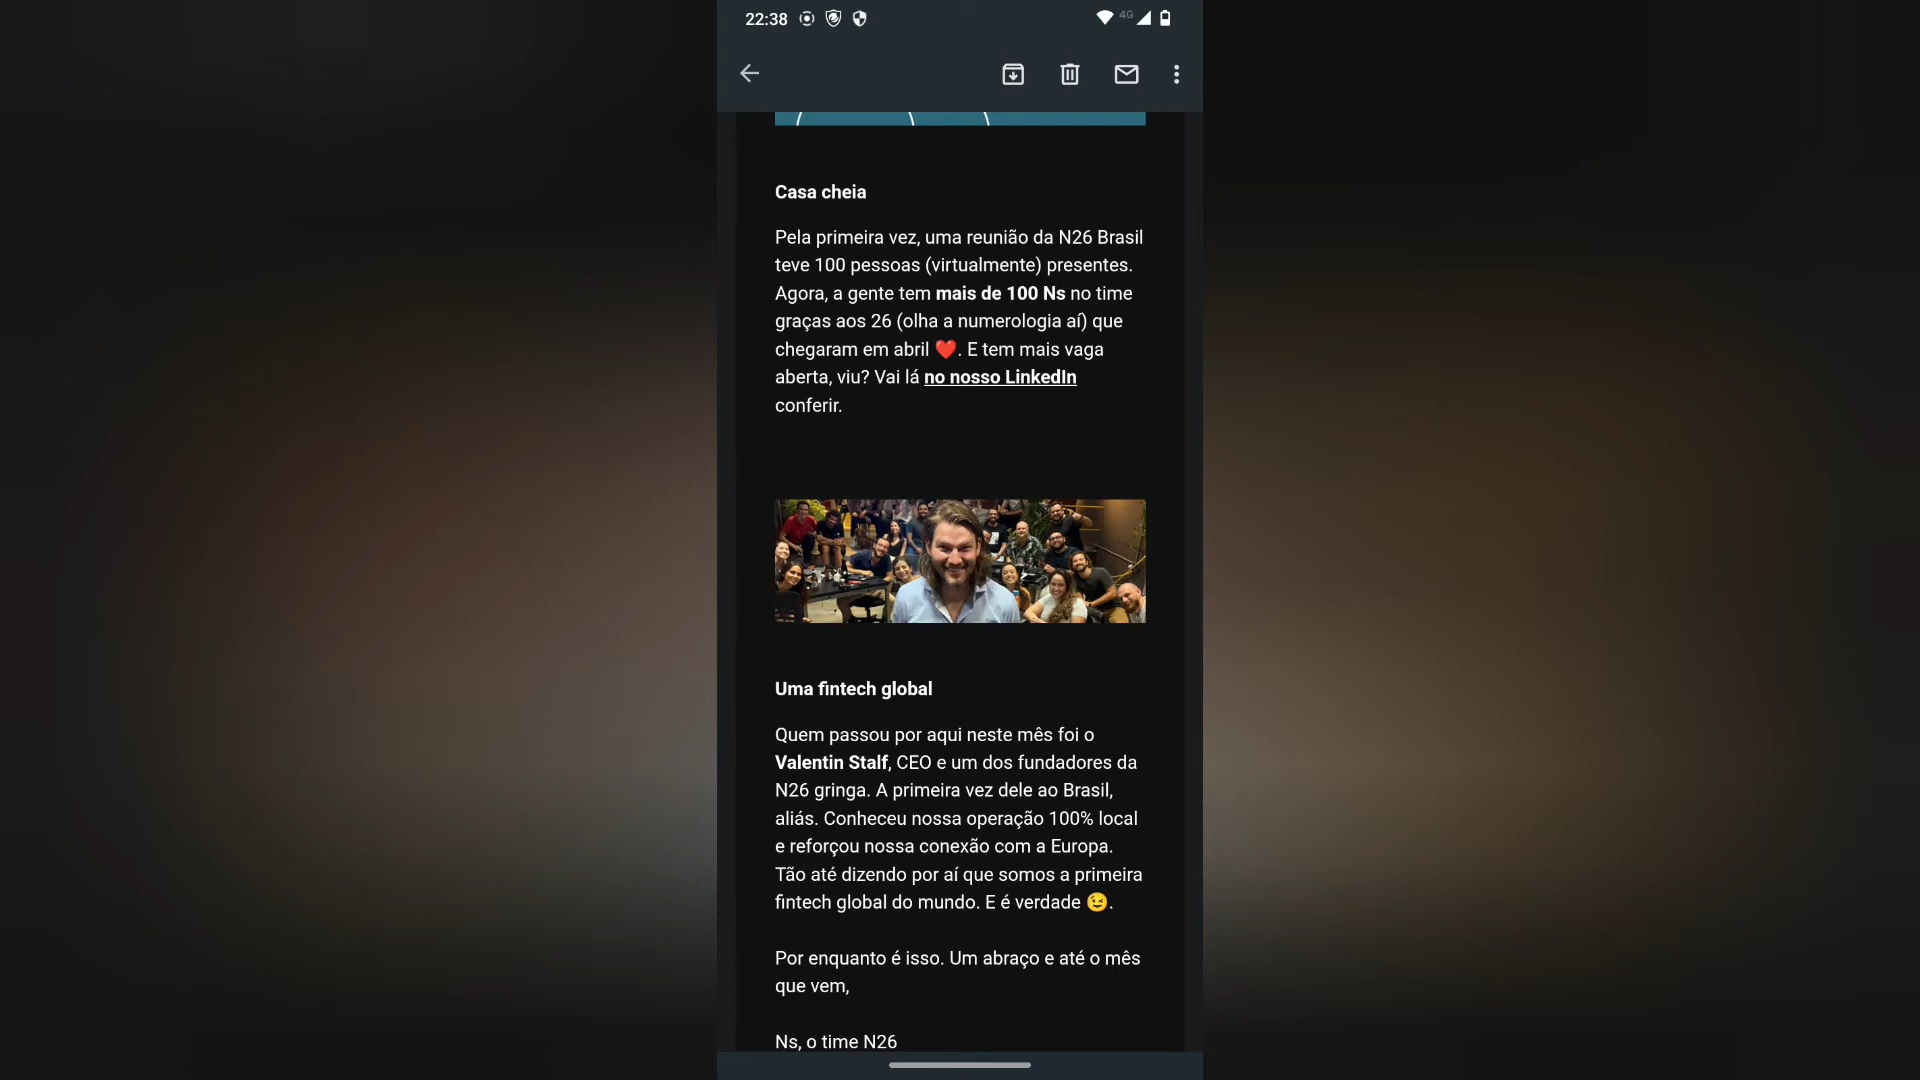 22:38
4G
Casa cheia
Pela primeira vez, uma reunião da N26 Brasil
teve 100 pessoas (virtualmente) presentes.
Agora, a gente tem mais de 100 Ns no time
graças aos 26 (olha a numerologia aí) que
chegaram em abril ❤️. E tem mais vaga
aberta, viu? Vai lá no nosso LinkedIn
conferir.
Uma fintech global
Quem passou por aqui neste mês foi o
Valentin Stalf, CEO e um dos fundadores da
N26 gringa. A primeira vez dele ao Brasil,
aliás. Conheceu nossa operação 100% local
e reforçou nossa conexão com a Europa.
Tão até dizendo por aí que somos a primeira
fintech global do mundo. E é verdade 😉.
Por enquanto é isso. Um abraço e até o mês
que vem,
Ns, o time N26